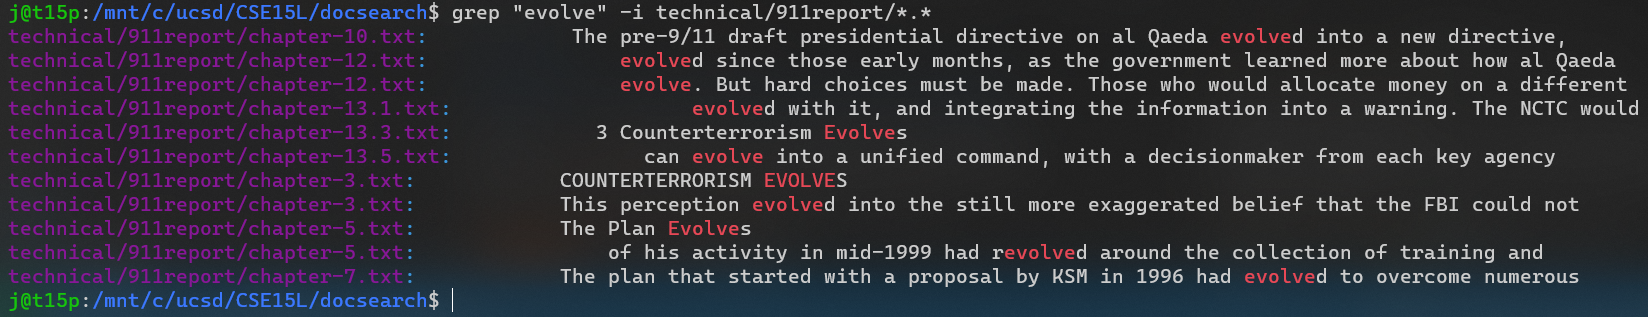 j@t15p:/mnt/c/ucsd/CSE15L/docsearch$ grep "evolve" -i technical/911report/*.*
technical/911report/chapter-10.txt:            The pre-9/11 draft presidential directive on al Qaeda evolved into a new directive,
technical/911report/chapter-12.txt:                evolved since those early months, as the government learned more about how al Qaeda
technical/911report/chapter-12.txt:                evolve. But hard choices must be made. Those who would allocate money on a different
technical/911report/chapter-13.1.txt:                    evolved with it, and integrating the information into a warning. The NCTC would
technical/911report/chapter-13.3.txt:            3 Counterterrorism Evolves
technical/911report/chapter-13.5.txt:                can evolve into a unified command, with a decisionmaker from each key agency
technical/911report/chapter-3.txt:            COUNTERTERRORISM EVOLVES
technical/911report/chapter-3.txt:            This perception evolved into the still more exaggerated belief that the FBI could not
technical/911report/chapter-5.txt:            The Plan Evolves
technical/911report/chapter-5.txt:                of his activity in mid-1999 had revolved around the collection of training and
technical/911report/chapter-7.txt:            The plan that started with a proposal by KSM in 1996 had evolved to overcome numerous
j@t15p:/mnt/c/ucsd/CSE15L/docsearch$